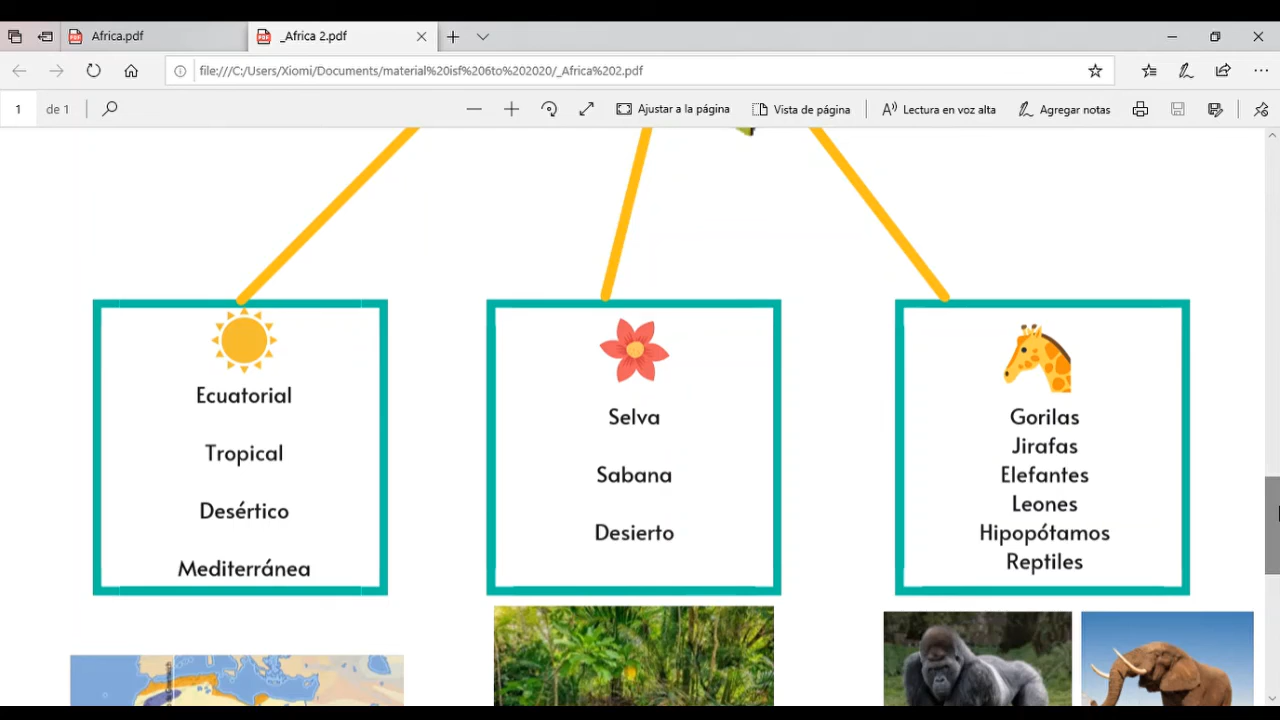 Africa.pdf
_Africa 2.pdf
file:///C:/Users/Xiomi/Documents/material%20isf%206to%202020/_Africa%202.pdf
1 de 1
Ajustar a la página
Vista de página
Lectura en voz alta
Agregar notas
Ecuatorial
Tropical
Desértico
Mediterránea
Selva
Sabana
Desierto
Gorilas
Jirafas
Elefantes
Leones
Hipopótamos
Reptiles